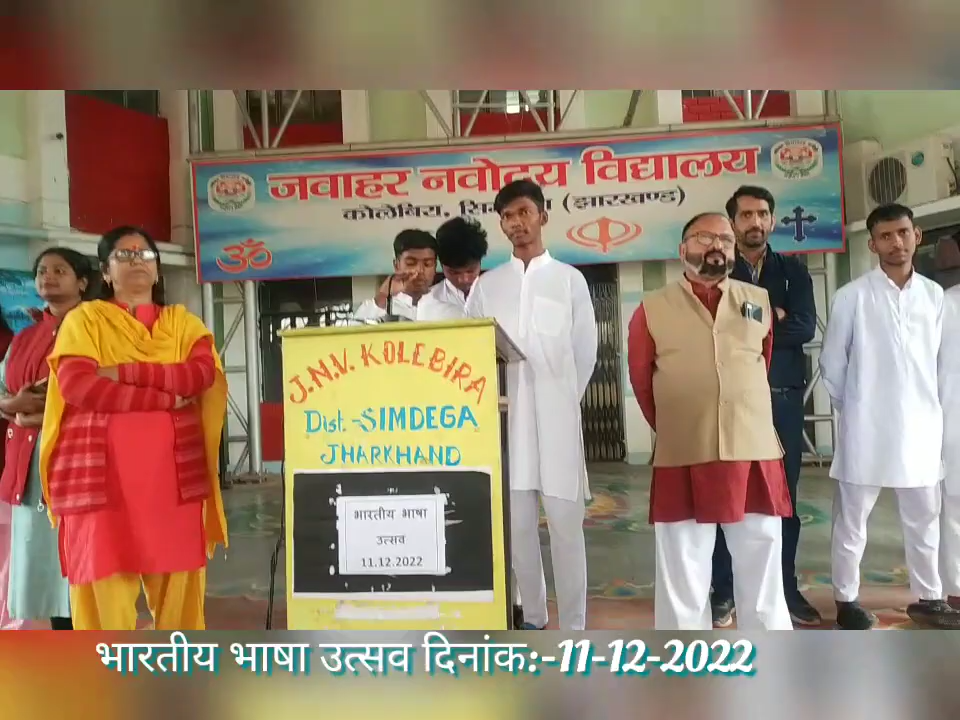 जवाहर नवोदय विद्यालय
कोलेबिरा, (झारखण्ड)
ॐ
J.N.V. KOLEBIRA
Dist. -SIMDEGA
JHARKHAND
भारतीय भाषा
उत्सव
11.12.2022
भारतीय भाषा उत्सव दिनांक:-11-12-2022